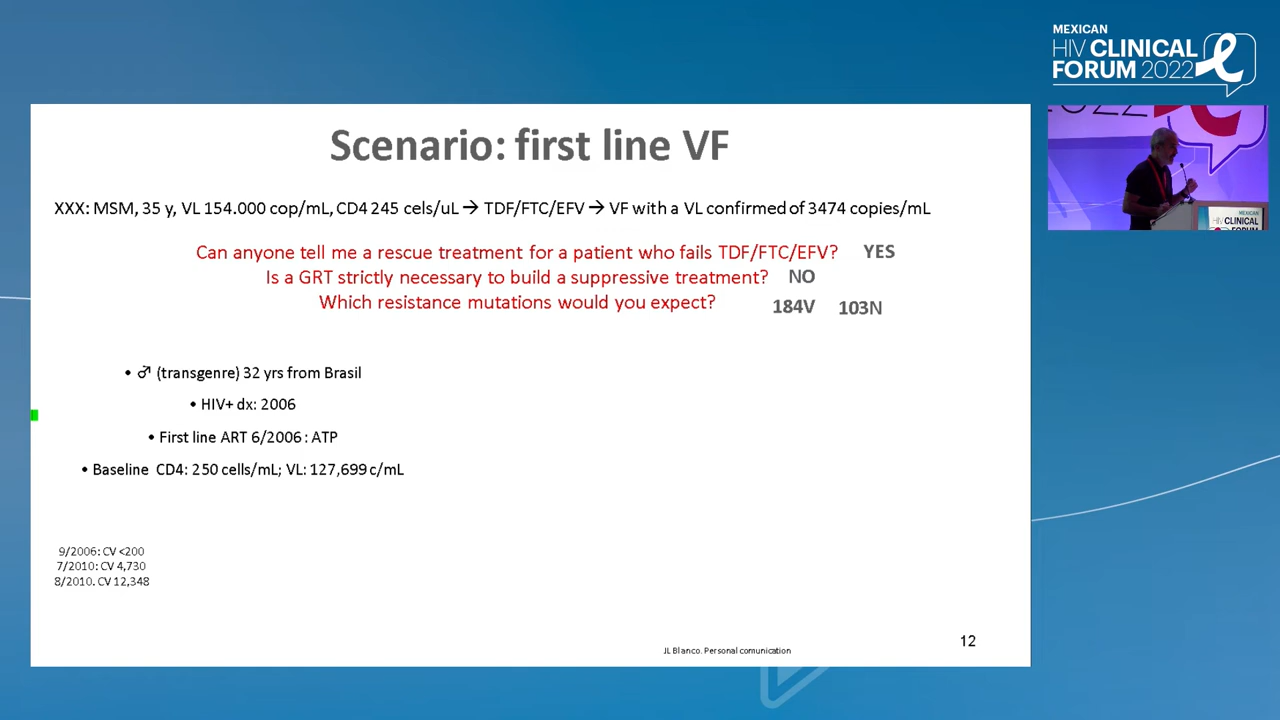 MEXICAN
HIV CLINICAL
FORUM 2022
Scenario: first line VF
XXX: MSM, 35 y, VL 154.000 cop/mL, CD4 245 cels/uL → TDF/FTC/EFV → VF with a VL confirmed of 3474 copies/mL
Can anyone tell me a rescue treatment for a patient who fails TDF/FTC/EFV? YES
Is a GRT strictly necessary to build a suppressive treatment? NO
Which resistance mutations would you expect? 184V 103N
• ♂ (transgenre) 32 yrs from Brasil
• HIV+ dx: 2006
• First line ART 6/2006 : ATP
• Baseline CD4: 250 cells/mL; VL: 127,699 c/mL
9/2006: CV <200
7/2010: CV 4,730
8/2010. CV 12,348
JL Blanco. Personal comunication
12
2022
MEXICAN
HIV CLINICAL